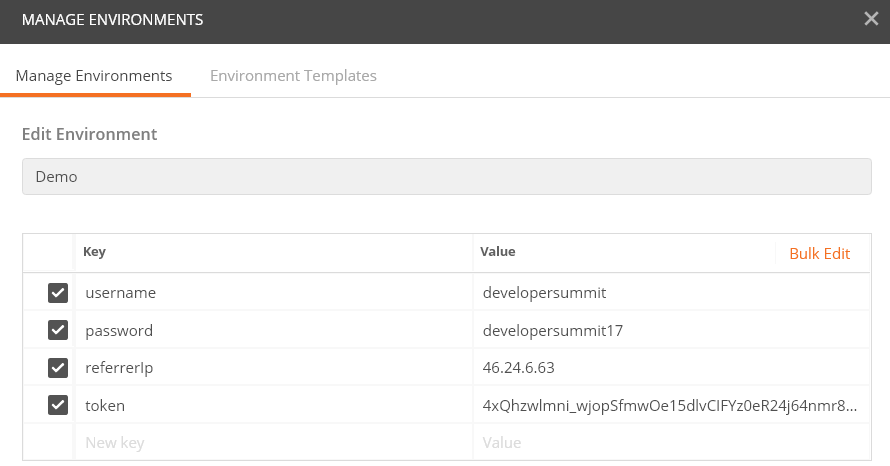 MANAGE ENVIRONMENTS
Manage Environments Environment Templates
Edit Environment
Demo
Key Value Bulk Edit
username developersummit
password developersummit17
referrerIp 46.24.6.63
token 4xQhzwlmni_wjopSfmwOe15dlvCIFYz0eR24j64nmr8...
New key Value